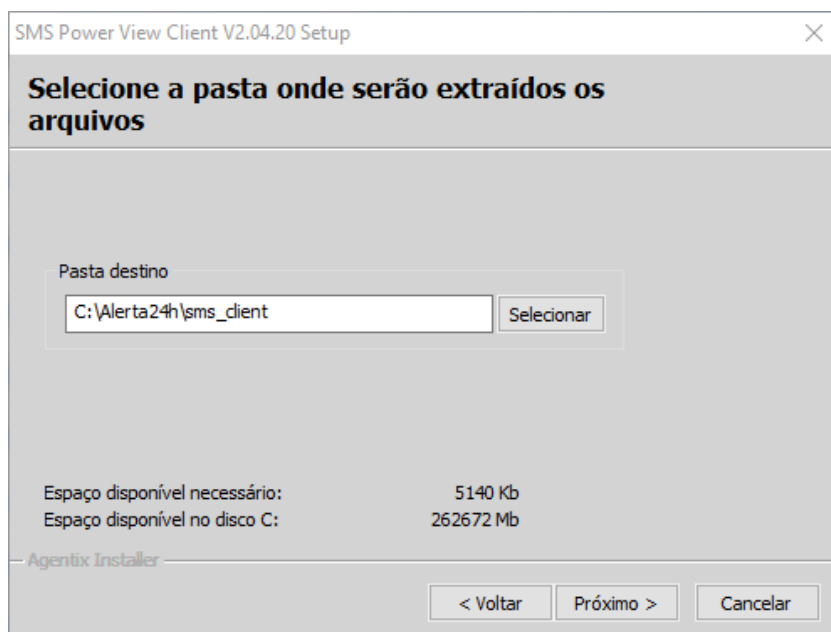 SMS Power View Client V2.04.20 Setup
Selecione a pasta onde serão extraídos os
arquivos
Pasta destino
C:\Alerta24h\sms_client
Selecionar
Espaço disponível necessário: 5140 Kb
Espaço disponível no disco C: 262672 Mb
Agentix Installer
< Voltar Próximo > Cancelar